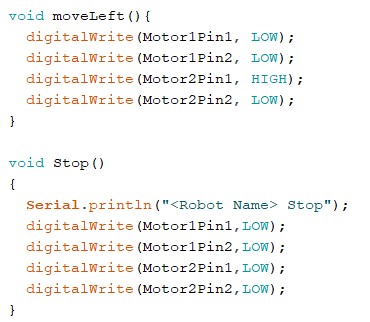 void moveLeft(){
  digitalWrite(Motor1Pin1, LOW);
  digitalWrite(Motor1Pin2, LOW);
  digitalWrite(Motor2Pin1, HIGH);
  digitalWrite(Motor2Pin2, LOW);
}

void Stop()
{
  Serial.println("<Robot Name> Stop");
  digitalWrite(Motor1Pin1,LOW);
  digitalWrite(Motor1Pin2,LOW);
  digitalWrite(Motor2Pin1,LOW);
  digitalWrite(Motor2Pin2,LOW);
}